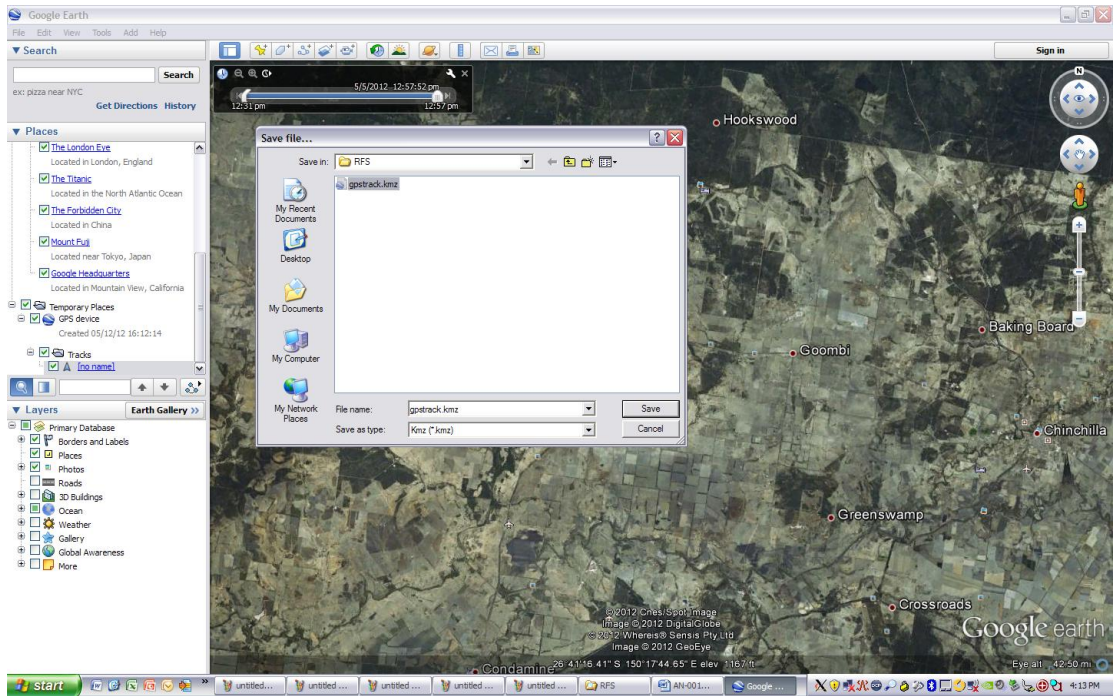 Google Earth
File Edit View Tools Add Help
▼ Search
Sign in
Search
ex: pizza near NYC
Get Directions History
▼ Places
The London Eye
Located in London, England
The Titanic
Located in the North Atlantic Ocean
The Forbidden City
Located in China
Mount Fuji
Located near Tokyo, Japan
Google Headquarters
Located in Mountain View, California
Temporary Places
GPS device
Created 05/12/12 16:12:14
Tracks
[no name]
▼ Layers
Earth Gallery >>
Primary Database
Borders and Labels
Places
Photos
Roads
3D Buildings
Ocean
Weather
Gallery
Global Awareness
More
5/5/2012 12:57:52 pm
12:31 pm
12:57 pm
Save file...
Save in: RFS
gpstrack.kmz
My Recent
Documents
Desktop
My Documents
My Computer
My Network
Places
File name: gpstrack.kmz
Save
Save as type: Kmz (*.kmz)
Cancel
N
Hookswood
Baking Board
Goombi
Chinchilla
Greenswamp
Crossroads
Condamine
© 2012 Cnes/Spot Image
Image © 2012 DigitalGlobe
© 2012 Whereis® Sensis Pty Ltd
Image © 2012 GeoEye
Google earth
26°41'16.41" S 150°17'44.65" E elev 1167 ft
Eye alt 42.50 mi
start
untitled...
untitled ...
untitled ...
untitled ...
untitled ...
RFS
AN-001...
Google ...
4:13 PM